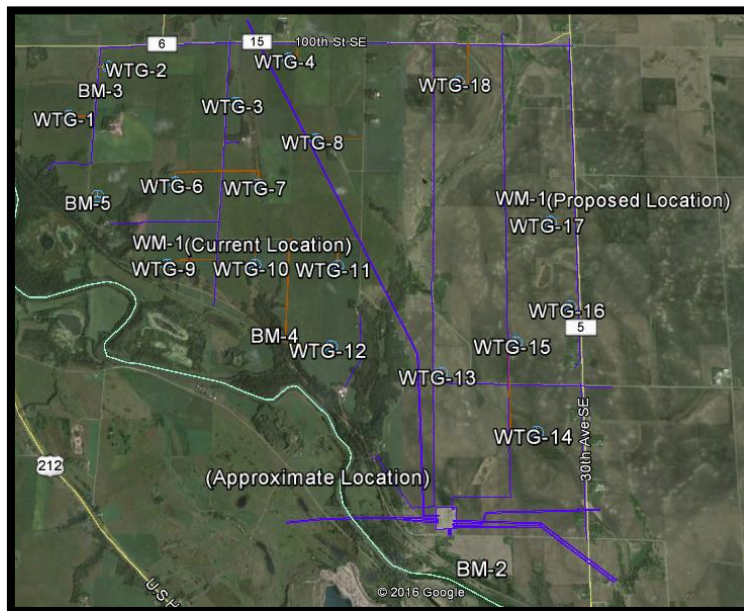 6
15
100th St SE
WTG-2
WTG-4
BM-3
WTG-18
WTG-3
WTG-1
WTG-8
WTG-6
WTG-7
BM-5
WM-1 (Proposed Location)
WTG-17
WM-1 (Current Location)
WTG-9
WTG-10
WTG-11
WTG-16
5
BM-4
WTG-12
WTG-15
WTG-13
30th Ave SE
WTG-14
212
(Approximate Location)
U-S-H
BM-2
© 2016 Google